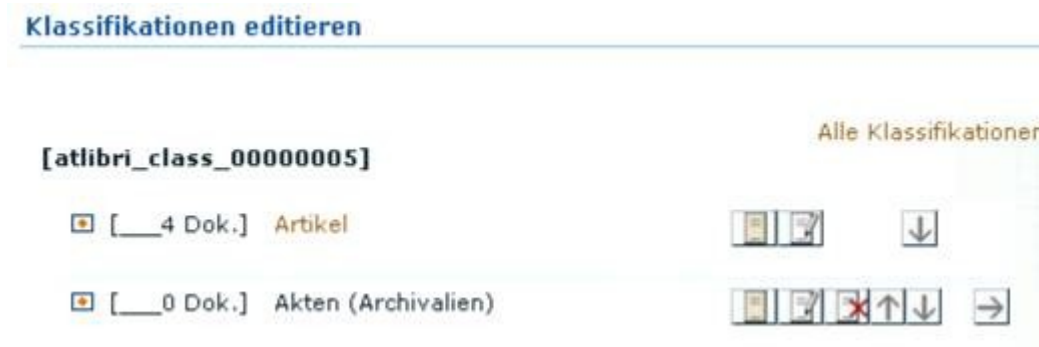 Klassifikationen editieren
Alle Klassifikationen
[atlibri_class_00000005]
[___4 Dok.] Artikel
[___0 Dok.] Akten (Archivalien)